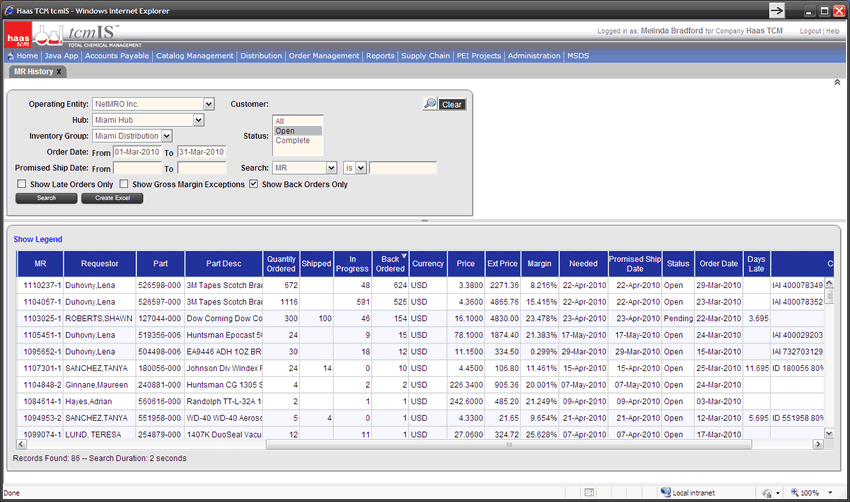 Haas TCM tcmIS - Windows Internet Explorer
haas tcm tcmIS TOTAL CHEMICAL MANAGEMENT
Logged in as: Melinda Bradford for Company Haas TCM Logout | Help
Home | Java App | Accounts Payable | Catalog Management | Distribution | Order Management | Reports | Supply Chain | PEI Projects | Administration | MSDS
MR History X
Operating Entity: NetMRO Inc. Customer: Clear
Hub: Miami Hub All
Inventory Group: Miami Distribution Status: Open
Complete
Order Date: From 01-Mar-2010 To 31-Mar-2010
Promised Ship Date: From To Search: MR is
Show Late Orders Only Show Gross Margin Exceptions Show Back Orders Only
Search Create Excel
Show Legend
MR Requestor Part Part Desc Quantity Ordered Shipped In Progress Back Ordered Currency Price Ext Price Margin Needed Promised Ship Date Status Order Date Days Late C
1110237-1 Duhovny,Lena 526598-000 3M Tapes Scotch Brand 672 48 624 USD 3.3800 2271.36 8.216% 22-Apr-2010 22-Apr-2010 Open 29-Mar-2010 IAI 400078349
1104057-1 Duhovny,Lena 526597-000 3M Tapes Scotch Brand 1116 591 525 USD 4.3600 4865.76 15.415% 22-Apr-2010 22-Apr-2010 Open 23-Mar-2010 IAI 400078352
1103025-1 ROBERTS,SHAWN 127044-000 Dow Corning Dow Co 300 100 46 154 USD 16.1000 4830.00 23.478% 23-Apr-2010 23-Apr-2010 Pending 22-Mar-2010 3.695
1105451-1 Duhovny,Lena 519356-006 Huntsman Epocast 50 24 9 15 USD 78.1000 1874.40 21.383% 17-May-2010 17-May-2010 Open 24-Mar-2010 IAI 400029203
1095652-1 Duhovny,Lena 504498-006 EA9446 ADH 1OZ BR 30 18 12 USD 11.1500 334.50 0.299% 29-Mar-2010 29-Mar-2010 Open 15-Mar-2010 IAI 732703129
1107301-1 SANCHEZ,TANYA 180056-000 Johnson Div Windex F 24 14 0 10 USD 4.4500 106.80 11.461% 15-Apr-2010 15-Apr-2010 Open 25-Mar-2010 11.695 ID 180056 80%
1104848-2 Ginnane,Maureen 240881-000 Huntsman CG 1305 S 4 2 2 USD 226.3400 905.36 20.001% 07-May-2010 07-May-2010 Open 24-Mar-2010
1084614-1 Hayes,Adrian 560616-000 Randolph TT-L-32A 1 2 1 1 USD 242.6000 485.20 21.249% 09-Apr-2010 09-Apr-2010 Open 01-Mar-2010
1094953-2 SANCHEZ,TANYA 551958-000 WD-40 WD-40 Aeroso 5 4 0 1 USD 4.3300 21.65 9.654% 21-Apr-2010 21-Apr-2010 Open 12-Mar-2010 5.695 ID 551958 80%
1099074-1 LUND, TERESA 254879-000 1407K DuoSeal Vacu 12 11 1 USD 27.0600 324.72 25.628% 07-Apr-2010 07-Apr-2010 Open 17-Mar-2010
Records Found: 86 -- Search Duration: 2 seconds
Done Local intranet 100%